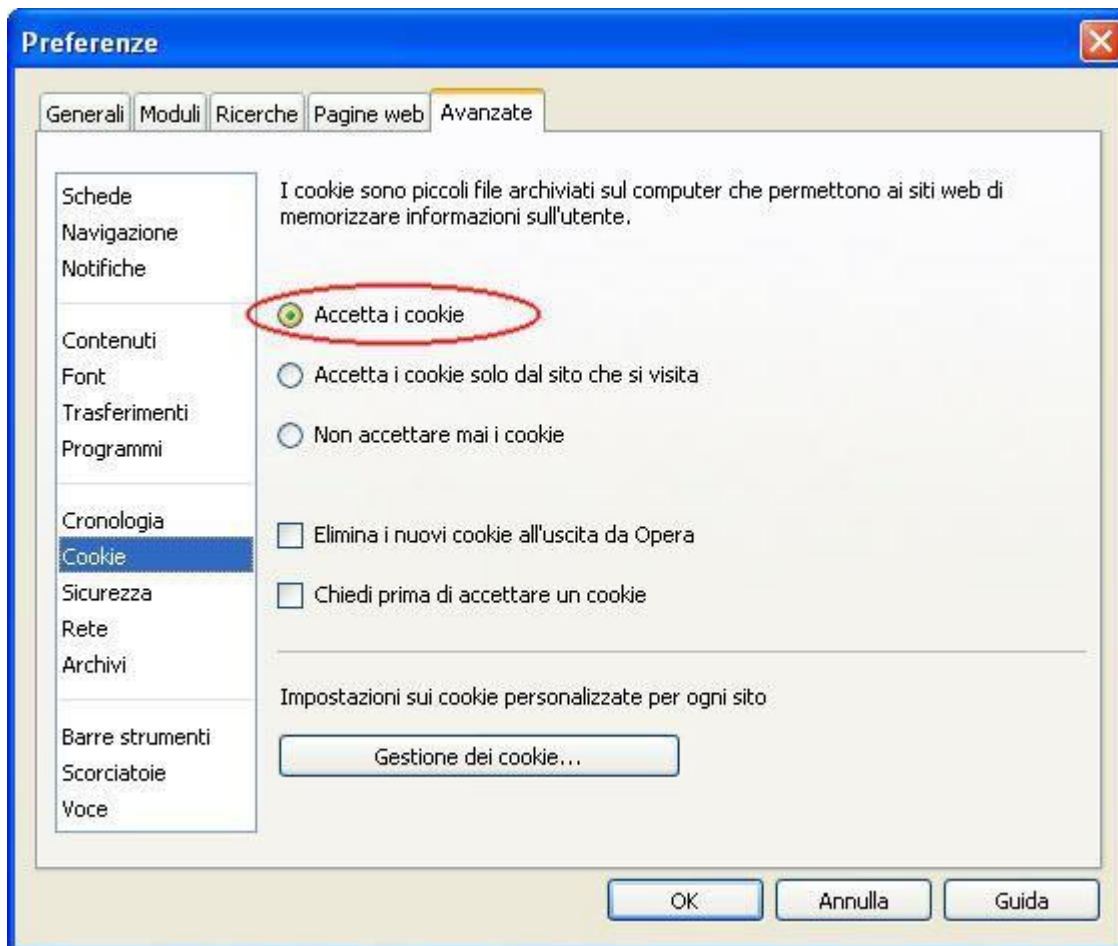 Preferenze
Generali Moduli Ricerche Pagine web Avanzate
Schede
Navigazione
Notifiche
Contenuti
Font
Trasferimenti
Programmi
Cronologia
Cookie
Sicurezza
Rete
Archivi
Barre strumenti
Scorciatoie
Voce
I cookie sono piccoli file archiviati sul computer che permettono ai siti web di
memorizzare informazioni sull'utente.
Accetta i cookie
Accetta i cookie solo dal sito che si visita
Non accettare mai i cookie
Elimina i nuovi cookie all'uscita da Opera
Chiedi prima di accettare un cookie
Impostazioni sui cookie personalizzate per ogni sito
Gestione dei cookie...
OK Annulla Guida